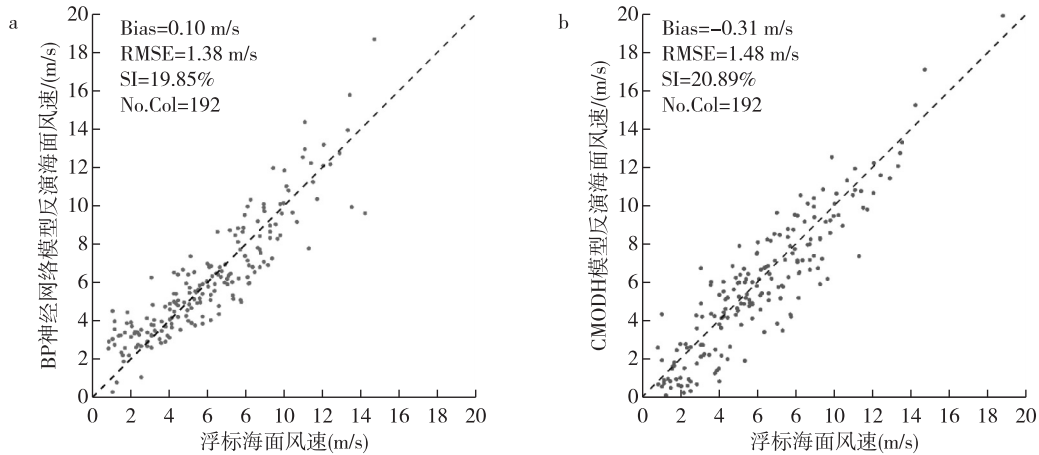 a
Bias=0.10 m/s
RMSE=1.38 m/s
SI=19.85%
No.Col=192
BP神经网络模型反演海面风速/(m/s)
20
18
16
14
12
10
8
6
4
2
0
0 2 4 6 8 10 12 14 16 18 20
浮标海面风速(m/s)
b
Bias=-0.31 m/s
RMSE=1.48 m/s
SI=20.89%
No.Col=192
CMODH模型反演海面风速/(m/s)
20
18
16
14
12
10
8
6
4
2
0
0 2 4 6 8 10 12 14 16 18 20
浮标海面风速(m/s)